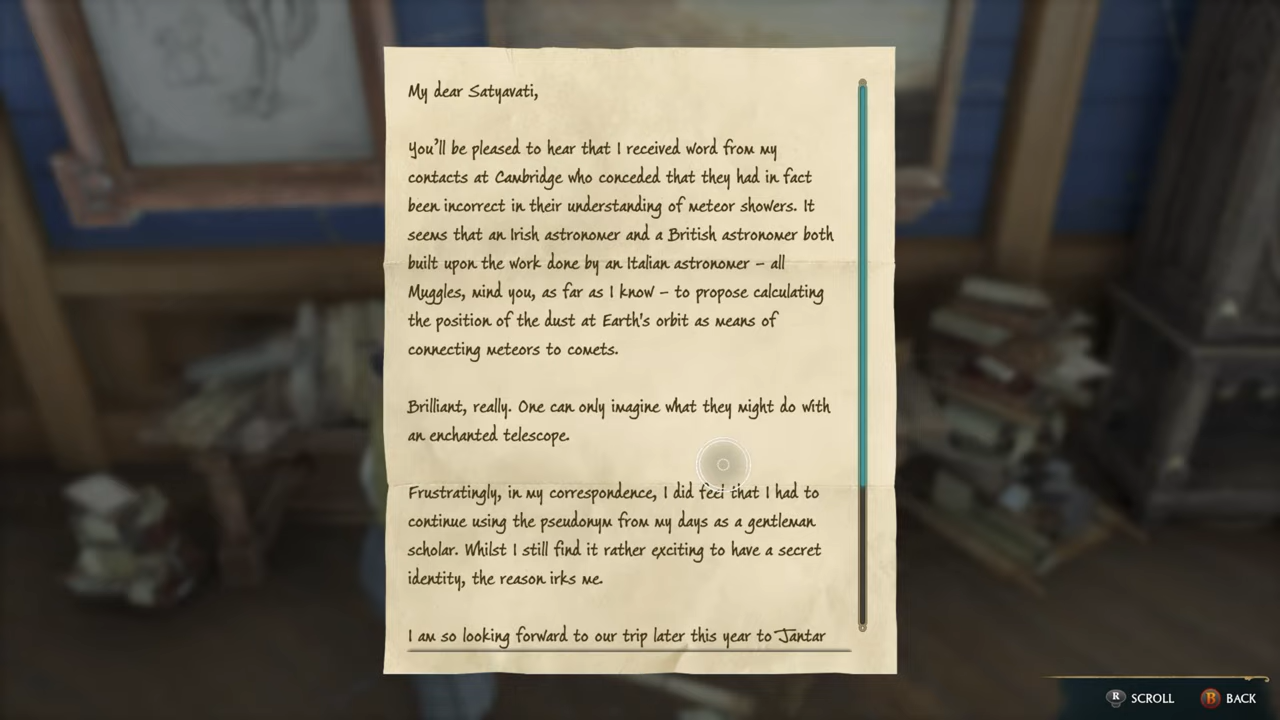 My dear Satyavati,
You'll be pleased to hear that I received word from my
contacts at Cambridge who conceded that they had in fact
been incorrect in their understanding of meteor showers. It
seems that an Irish astronomer and a British astronomer both
built upon the work done by an Italian astronomer – all
Muggles, mind you, as far as I know – to propose calculating
the position of the dust at Earth's orbit as means of
connecting meteors to comets.
Brilliant, really. One can only imagine what they might do with
an enchanted telescope.
Frustratingly, in my correspondence, I did feel that I had to
continue using the pseudonym from my days as a gentleman
scholar. Whilst I still find it rather exciting to have a secret
identity, the reason irks me.
I am so looking forward to our trip later this year to Jantar
R SCROLL B BACK